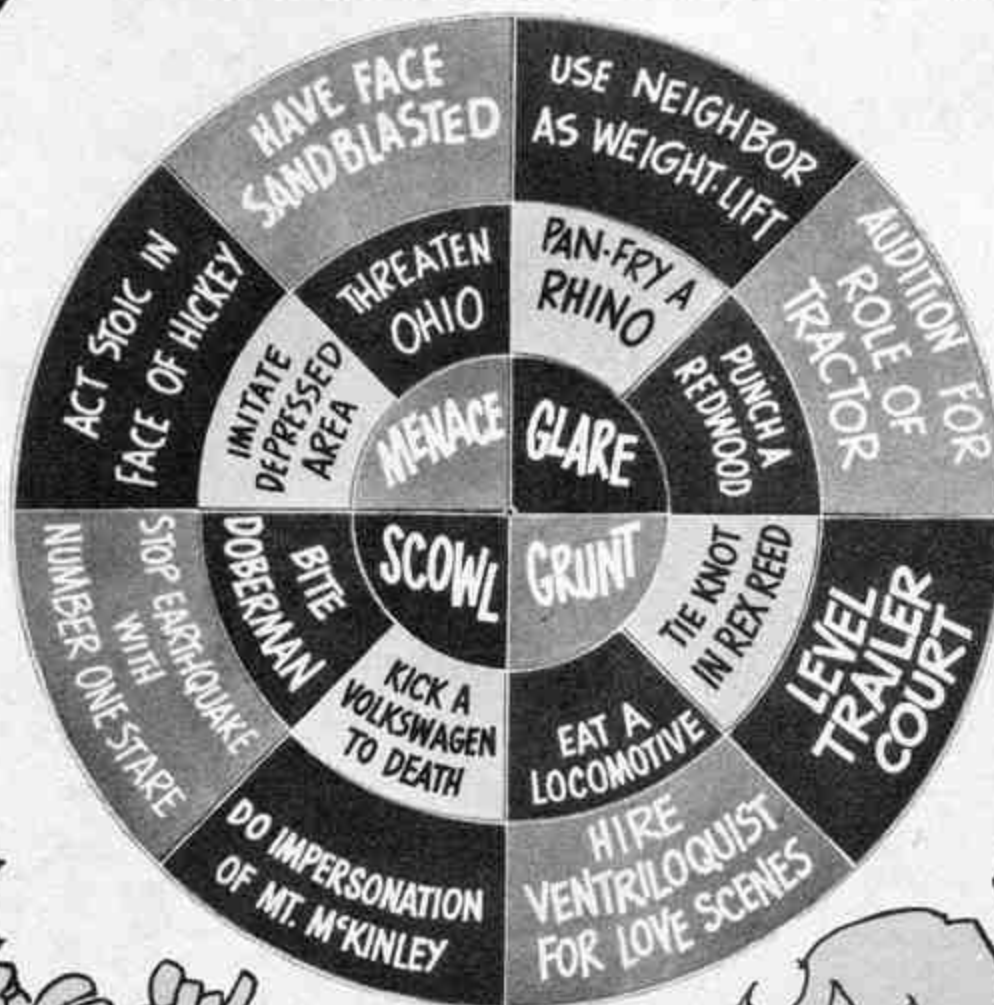 HAVE FACE
SANDBLASTED
USE NEIGHBOR
AS WEIGHT-LIFT
AUDITION FOR
ROLE OF
TRACTOR
LEVEL
TRAILER
COURT
HIRE
VENTRILOQUIST
FOR LOVE SCENES
DO IMPERSONATION
OF MT. McKINLEY
STOP EARTHQUAKE
WITH
NUMBER ONE STARE
ACT STOIC IN
FACE OF HICKEY
THREATEN
OHIO
PAN-FRY A
RHINO
PUNCH A
REDWOOD
TIE KNOT
IN REX REED
EAT A
LOCOMOTIVE
KICK A
VOLKSWAGEN
TO DEATH
BITE
DOBERMAN
IMITATE
DEPRESSED
AREA
MENACE
GLARE
GRUNT
SCOWL